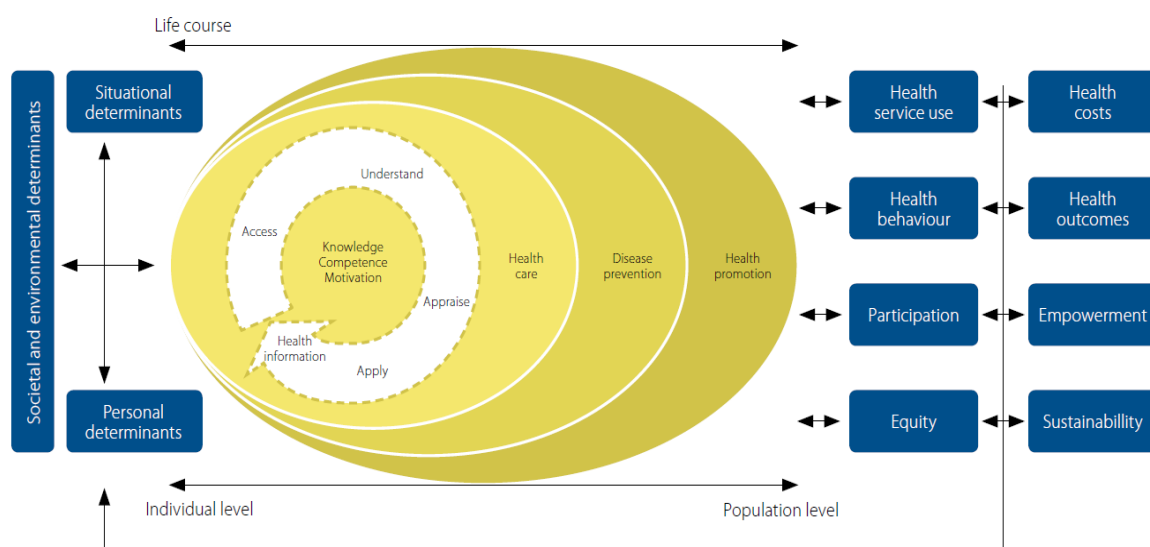 Life course
Societal and environmental determinants
Situational
determinants
Personal
determinants
Understand
Access
Knowledge
Competence
Motivation
Appraise
Health
information
Apply
Health
care
Disease
prevention
Health
promotion
Individual level
Population level
Health
service use
Health
costs
Health
behaviour
Health
outcomes
Participation
Empowerment
Equity
Sustainabillity